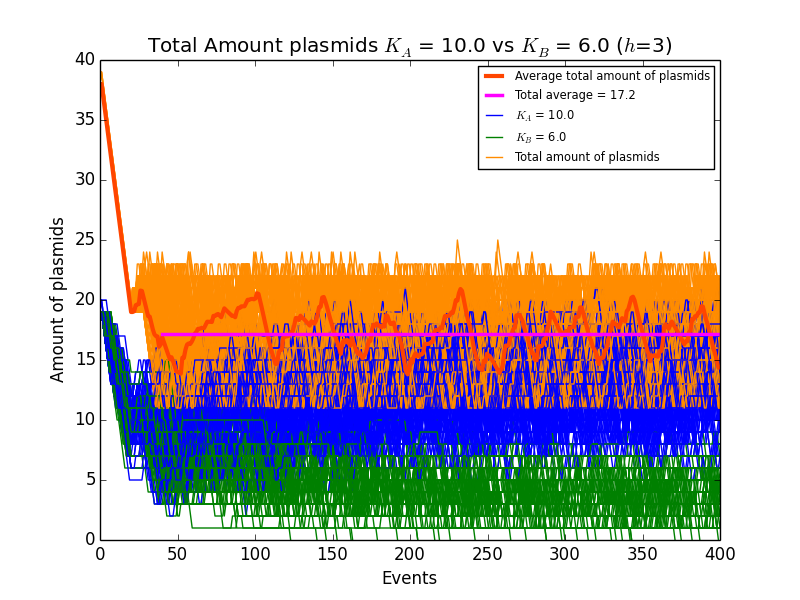 Total Amount plasmids K_A = 10.0 vs K_B = 6.0 (h=3)
Average total amount of plasmids
Total average = 17.2
K_A = 10.0
K_B = 6.0
Total amount of plasmids
Amount of plasmids
40
35
30
25
20
15
10
5
0
0 50 100 150 200 250 300 350 400
Events